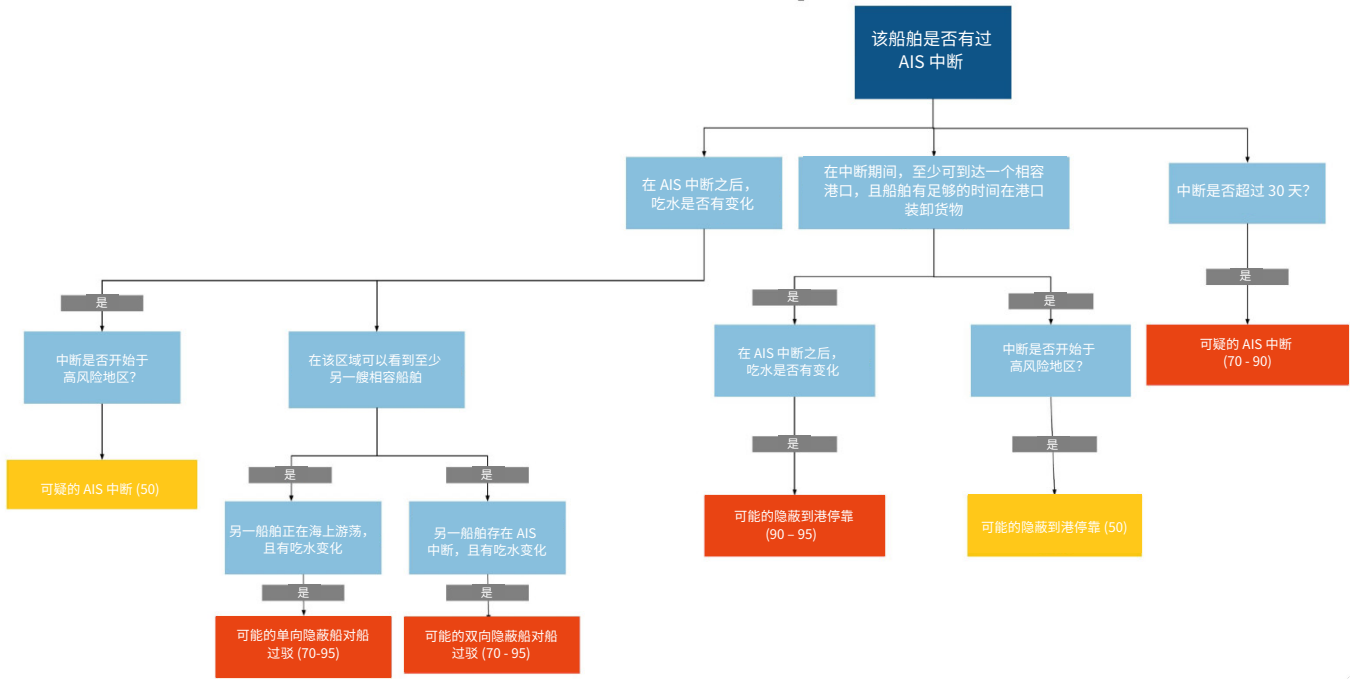 该船舶是否有过
AIS 中断
在 AIS 中断之后，
吃水是否有变化
在中断期间，至少可到达一个相容
港口，且船舶有足够的时间在港口
装卸货物
中断是否超过 30 天?
是
是
是
是
中断是否开始于
高风险地区?
在该区域可以看到至少
另一艘相容船舶
在 AIS 中断之后，
吃水是否有变化
中断是否开始于
高风险地区?
可疑的 AIS 中断
(70 - 90)
是
是
是
是
可疑的 AIS 中断 (50)
另一船舶正在海上游荡，
且有吃水变化
另一船舶存在 AIS
中断，且有吃水变化
可能的隐蔽到港停靠
(90 – 95)
可能的隐蔽到港停靠 (50)
是
是
可能的单向隐蔽船对船
过驳 (70-95)
可能的双向隐蔽船对船
过驳 (70 - 95)